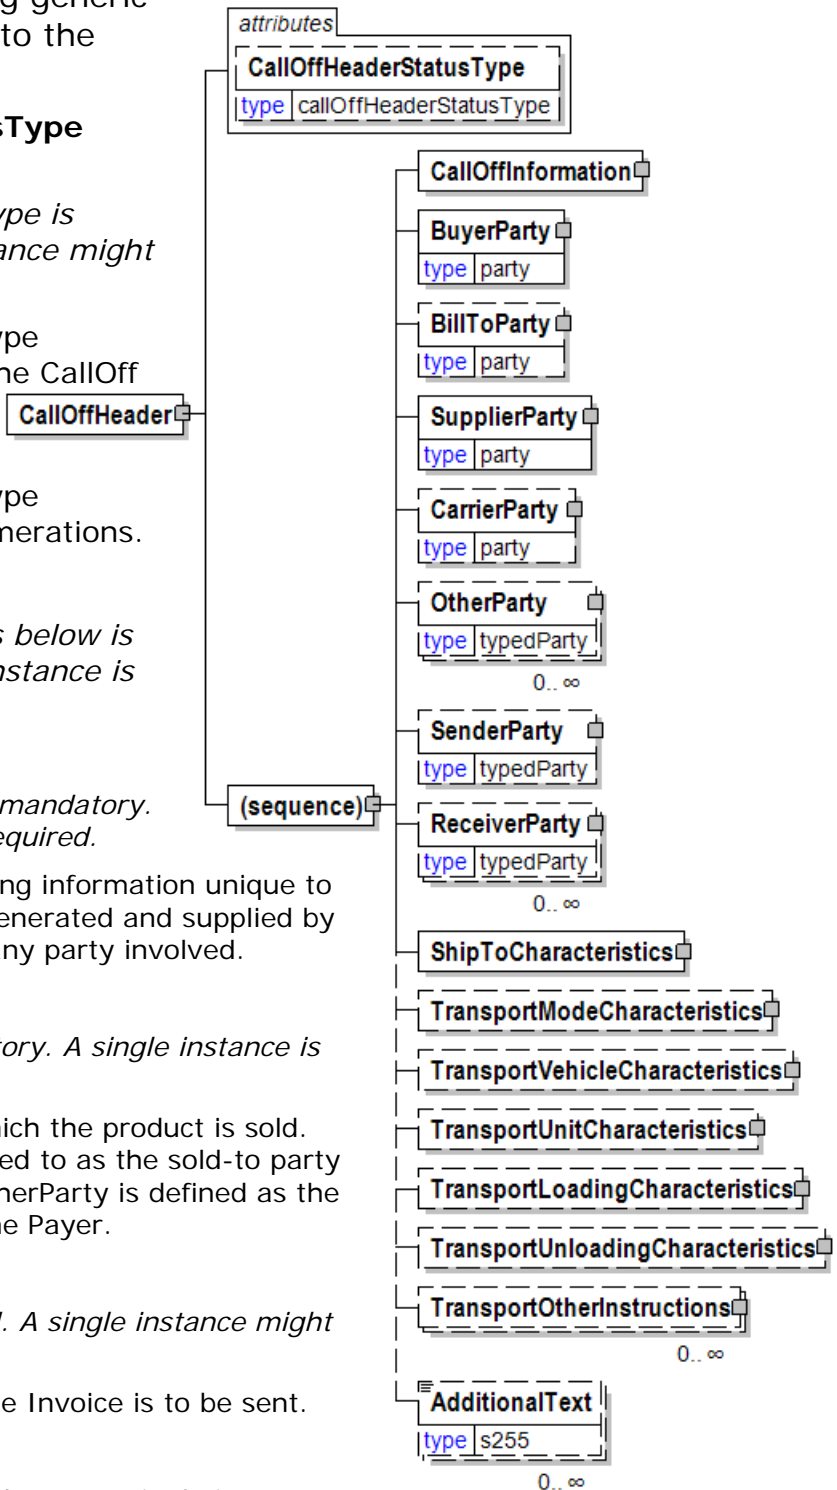 g generic
to the
sType
ype is
ance might
ype
ne CallOff
ype
nerations.
s below is
nstance is
mandatory.
equired.
ng information unique to
enerated and supplied by
ny party involved.
ory. A single instance is
ich the product is sold.
ed to as the sold-to party
herParty is defined as the
ne Payer.
. A single instance might
e Invoice is to be sent.
attributes
CallOffHeaderStatusType
type callOffHeaderStatusType
CallOffHeader
(sequence)
CallOffInformation
BuyerParty
type party
BillToParty
type party
SupplierParty
type party
CarrierParty
type party
OtherParty
type typedParty
0.. ∞
SenderParty
type typedParty
ReceiverParty
type typedParty
0.. ∞
ShipToCharacteristics
TransportModeCharacteristics
TransportVehicleCharacteristics
TransportUnitCharacteristics
TransportLoadingCharacteristics
TransportUnloadingCharacteristics
TransportOtherInstructions
0.. ∞
AdditionalText
type s255
0.. ∞